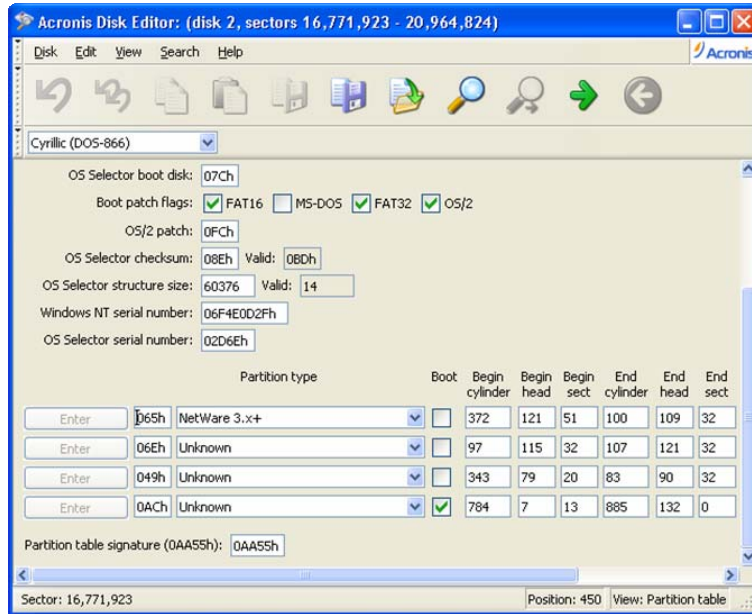 Acronis Disk Editor: (disk 2, sectors 16,771,923 - 20,964,824)
Disk Edit View Search Help Acronis
Cyrillic (DOS-866)
OS Selector boot disk: 07Ch
Boot patch flags: FAT16 MS-DOS FAT32 OS/2
OS/2 patch: 0FCh
OS Selector checksum: 08Eh Valid: 0BDh
OS Selector structure size: 60376 Valid: 14
Windows NT serial number: 06F4E0D2Fh
OS Selector serial number: 02D6Eh
Partition type Boot Begin cylinder Begin head Begin sect End cylinder End head End sect
Enter 065h NetWare 3.x+ 372 121 51 100 109 32
Enter 06Eh Unknown 97 115 32 107 121 32
Enter 049h Unknown 343 79 20 83 90 32
Enter 0ACh Unknown 784 7 13 885 132 0
Partition table signature (0AA55h): 0AA55h
Sector: 16,771,923 Position: 450 View: Partition table